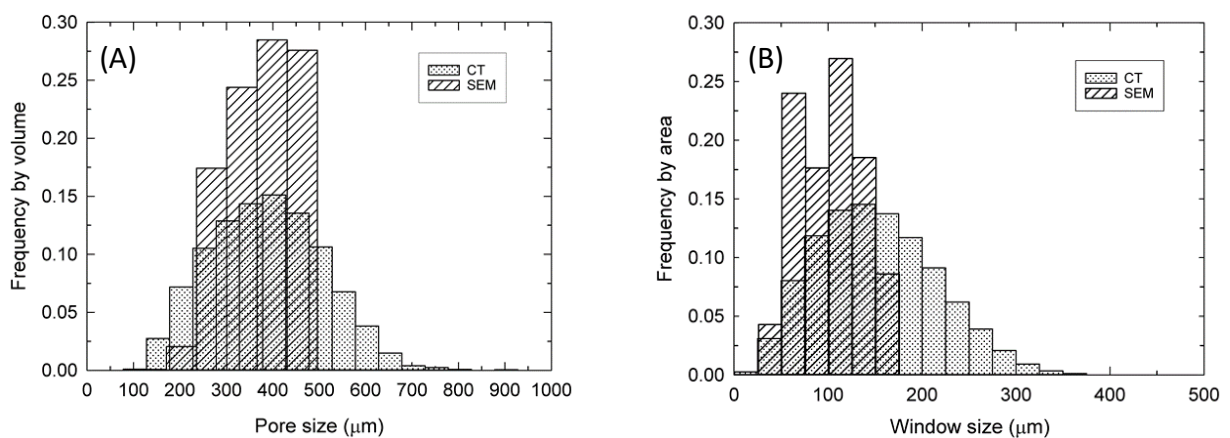 (A)
CT
SEM
Frequency by volume
0.30
0.25
0.20
0.15
0.10
0.05
0.00
0 100 200 300 400 500 600 700 800 900 1000
Pore size (μm)
(B)
CT
SEM
Frequency by area
0.30
0.25
0.20
0.15
0.10
0.05
0.00
0 100 200 300 400 500
Window size (μm)